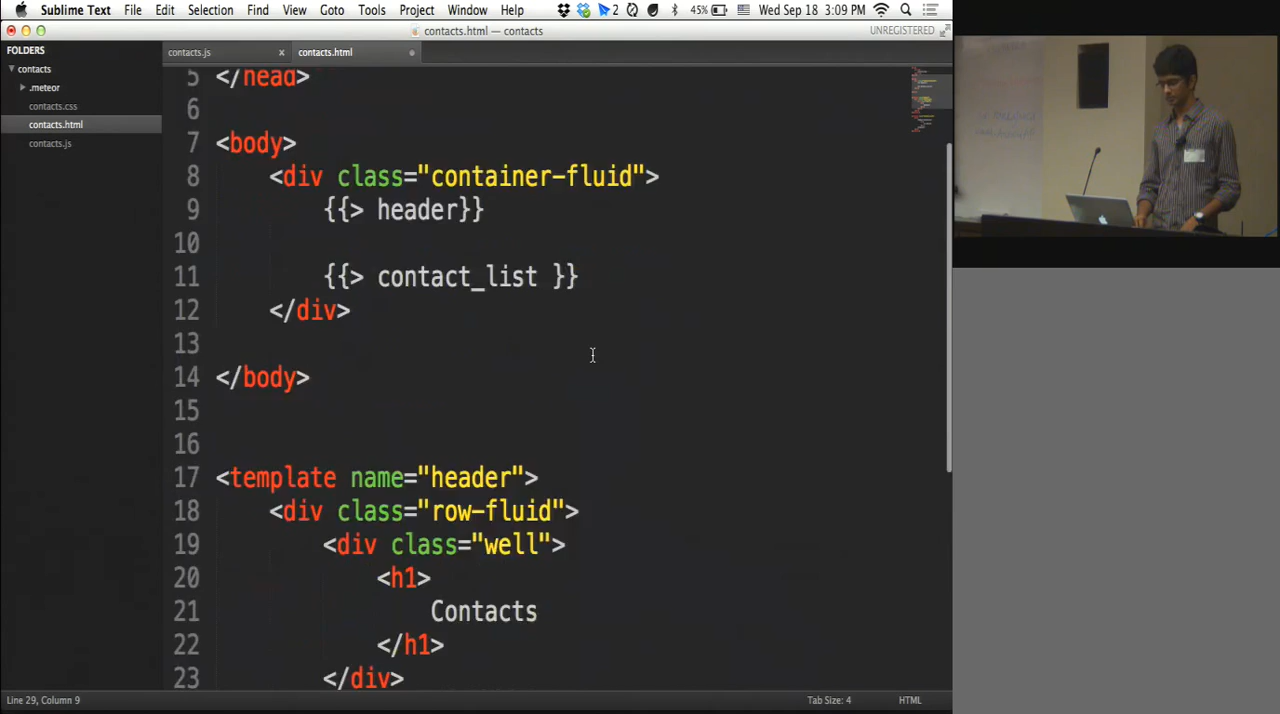 Sublime Text File Edit Selection Find View Goto Tools Project Window Help 2 45% Wed Sep 18 3:09 PM
contacts.html — contacts UNREGISTERED
FOLDERS
contacts
.meteor
contacts.css
contacts.html
contacts.js
contacts.js x contacts.html
5 </head>
6
7 <body>
8 <div class="container-fluid">
9 {{> header}}
10
11 {{> contact_list }}
12 </div>
13
14 </body>
15
16
17 <template name="header">
18 <div class="row-fluid">
19 <div class="well">
20 <h1>
21 Contacts
22 </h1>
23 </div>
Line 29, Column 9 Tab Size: 4 HTML